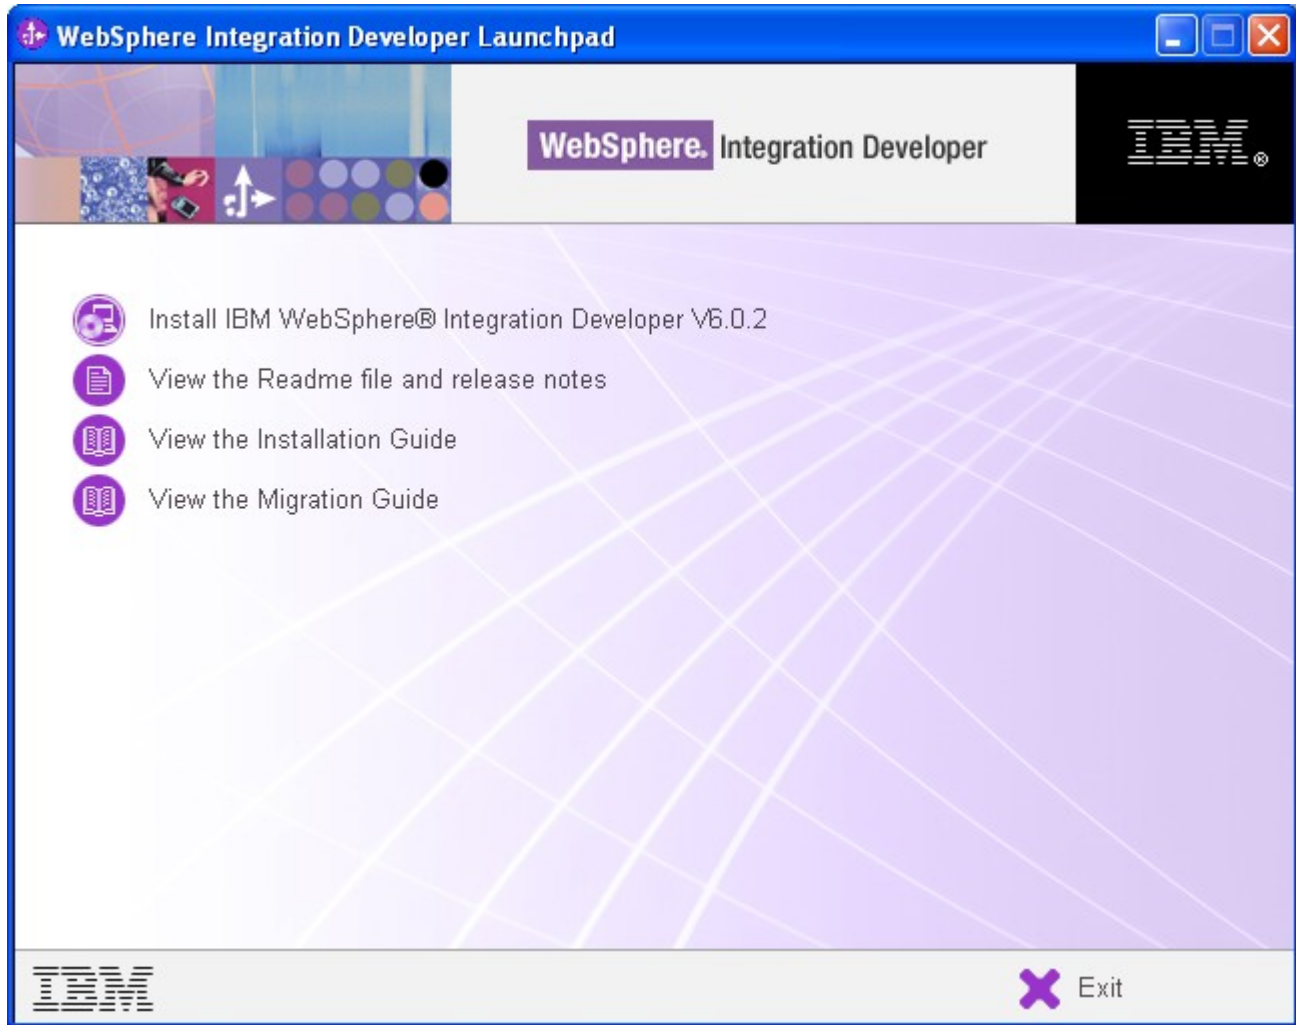 WebSphere Integration Developer Launchpad
WebSphere. Integration Developer
IBM®
Install IBM WebSphere® Integration Developer V6.0.2
View the Readme file and release notes
View the Installation Guide
View the Migration Guide
IBM
Exit